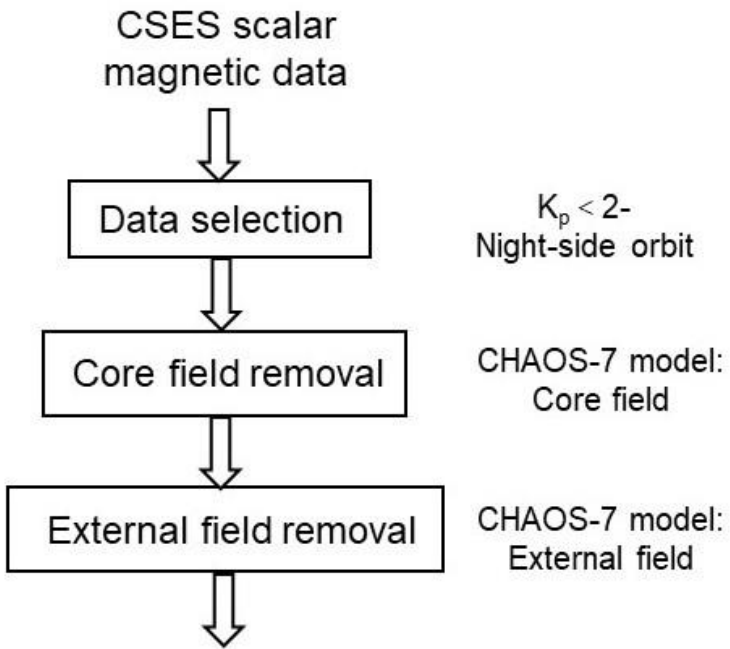 CSES scalar
magnetic data
Data selection
Kp < 2-
Night-side orbit
Core field removal
CHAOS-7 model:
Core field
External field removal
CHAOS-7 model:
External field